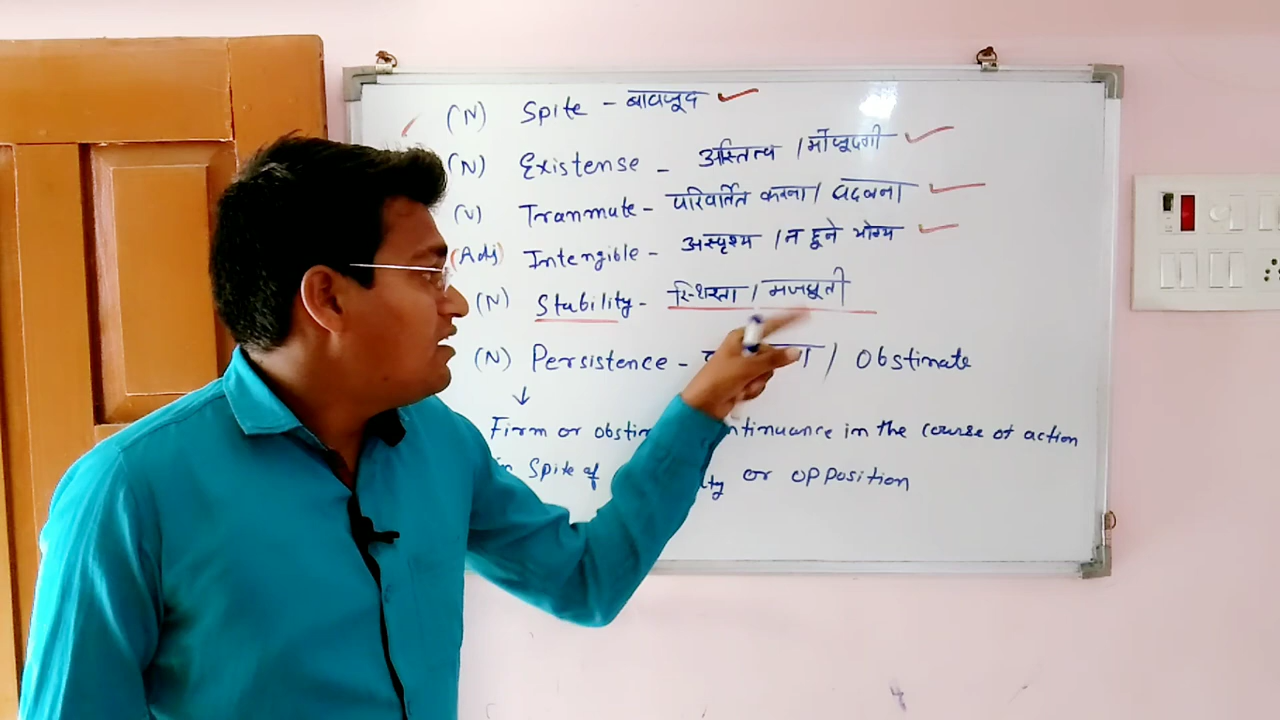 (N) Spite - बावजूद
(N) Existense - अस्तित्व / मौजूदगी
(V) Tranmute - परिवर्तित करना / बदलना
(Adj) Intengible - अस्पृश्य / न छूने योग्य
(N) Stability - स्थिरता / मजबूती
(N) Persistence - / Obstinate
Firm or continuance in the course of action
Spite of or opposition